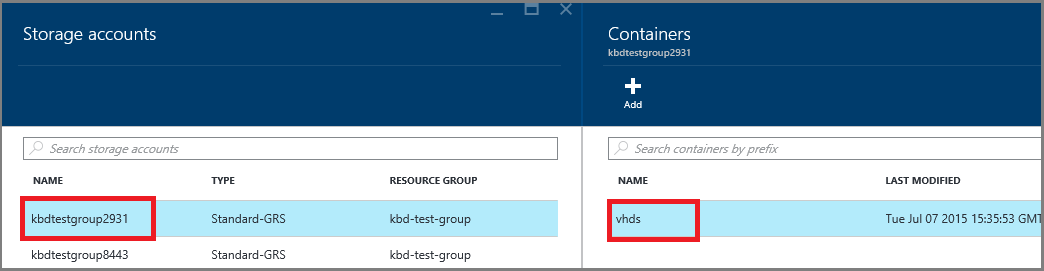 Storage accounts
Search storage accounts
NAME TYPE RESOURCE GROUP
kbdtestgroup2931 Standard-GRS kbd-test-group
kbdtestgroup8443 Standard-GRS kbd-test-group
Containers
kbdtestgroup2931
Add
Search containers by prefix
NAME LAST MODIFIED
vhds Tue Jul 07 2015 15:35:53 GMT